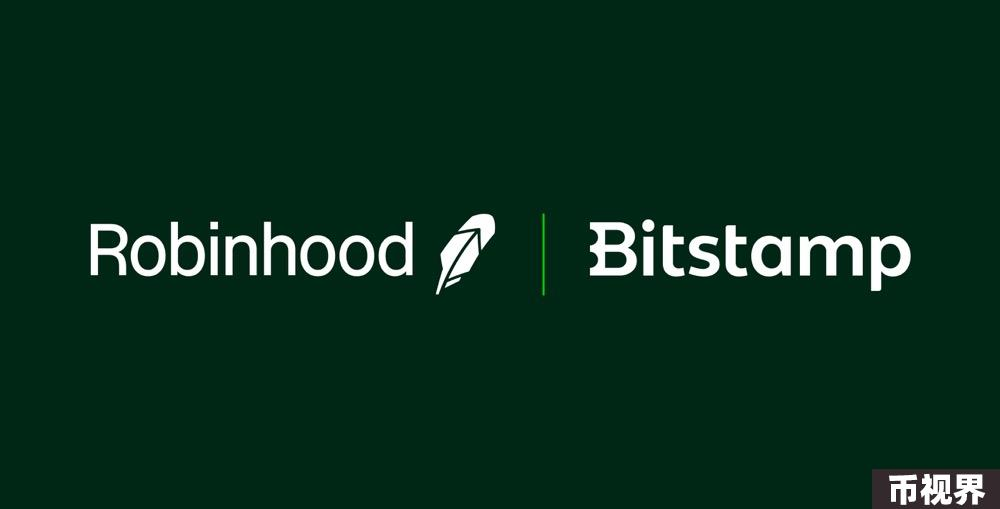 Robinhood
Bitstamp
币视界